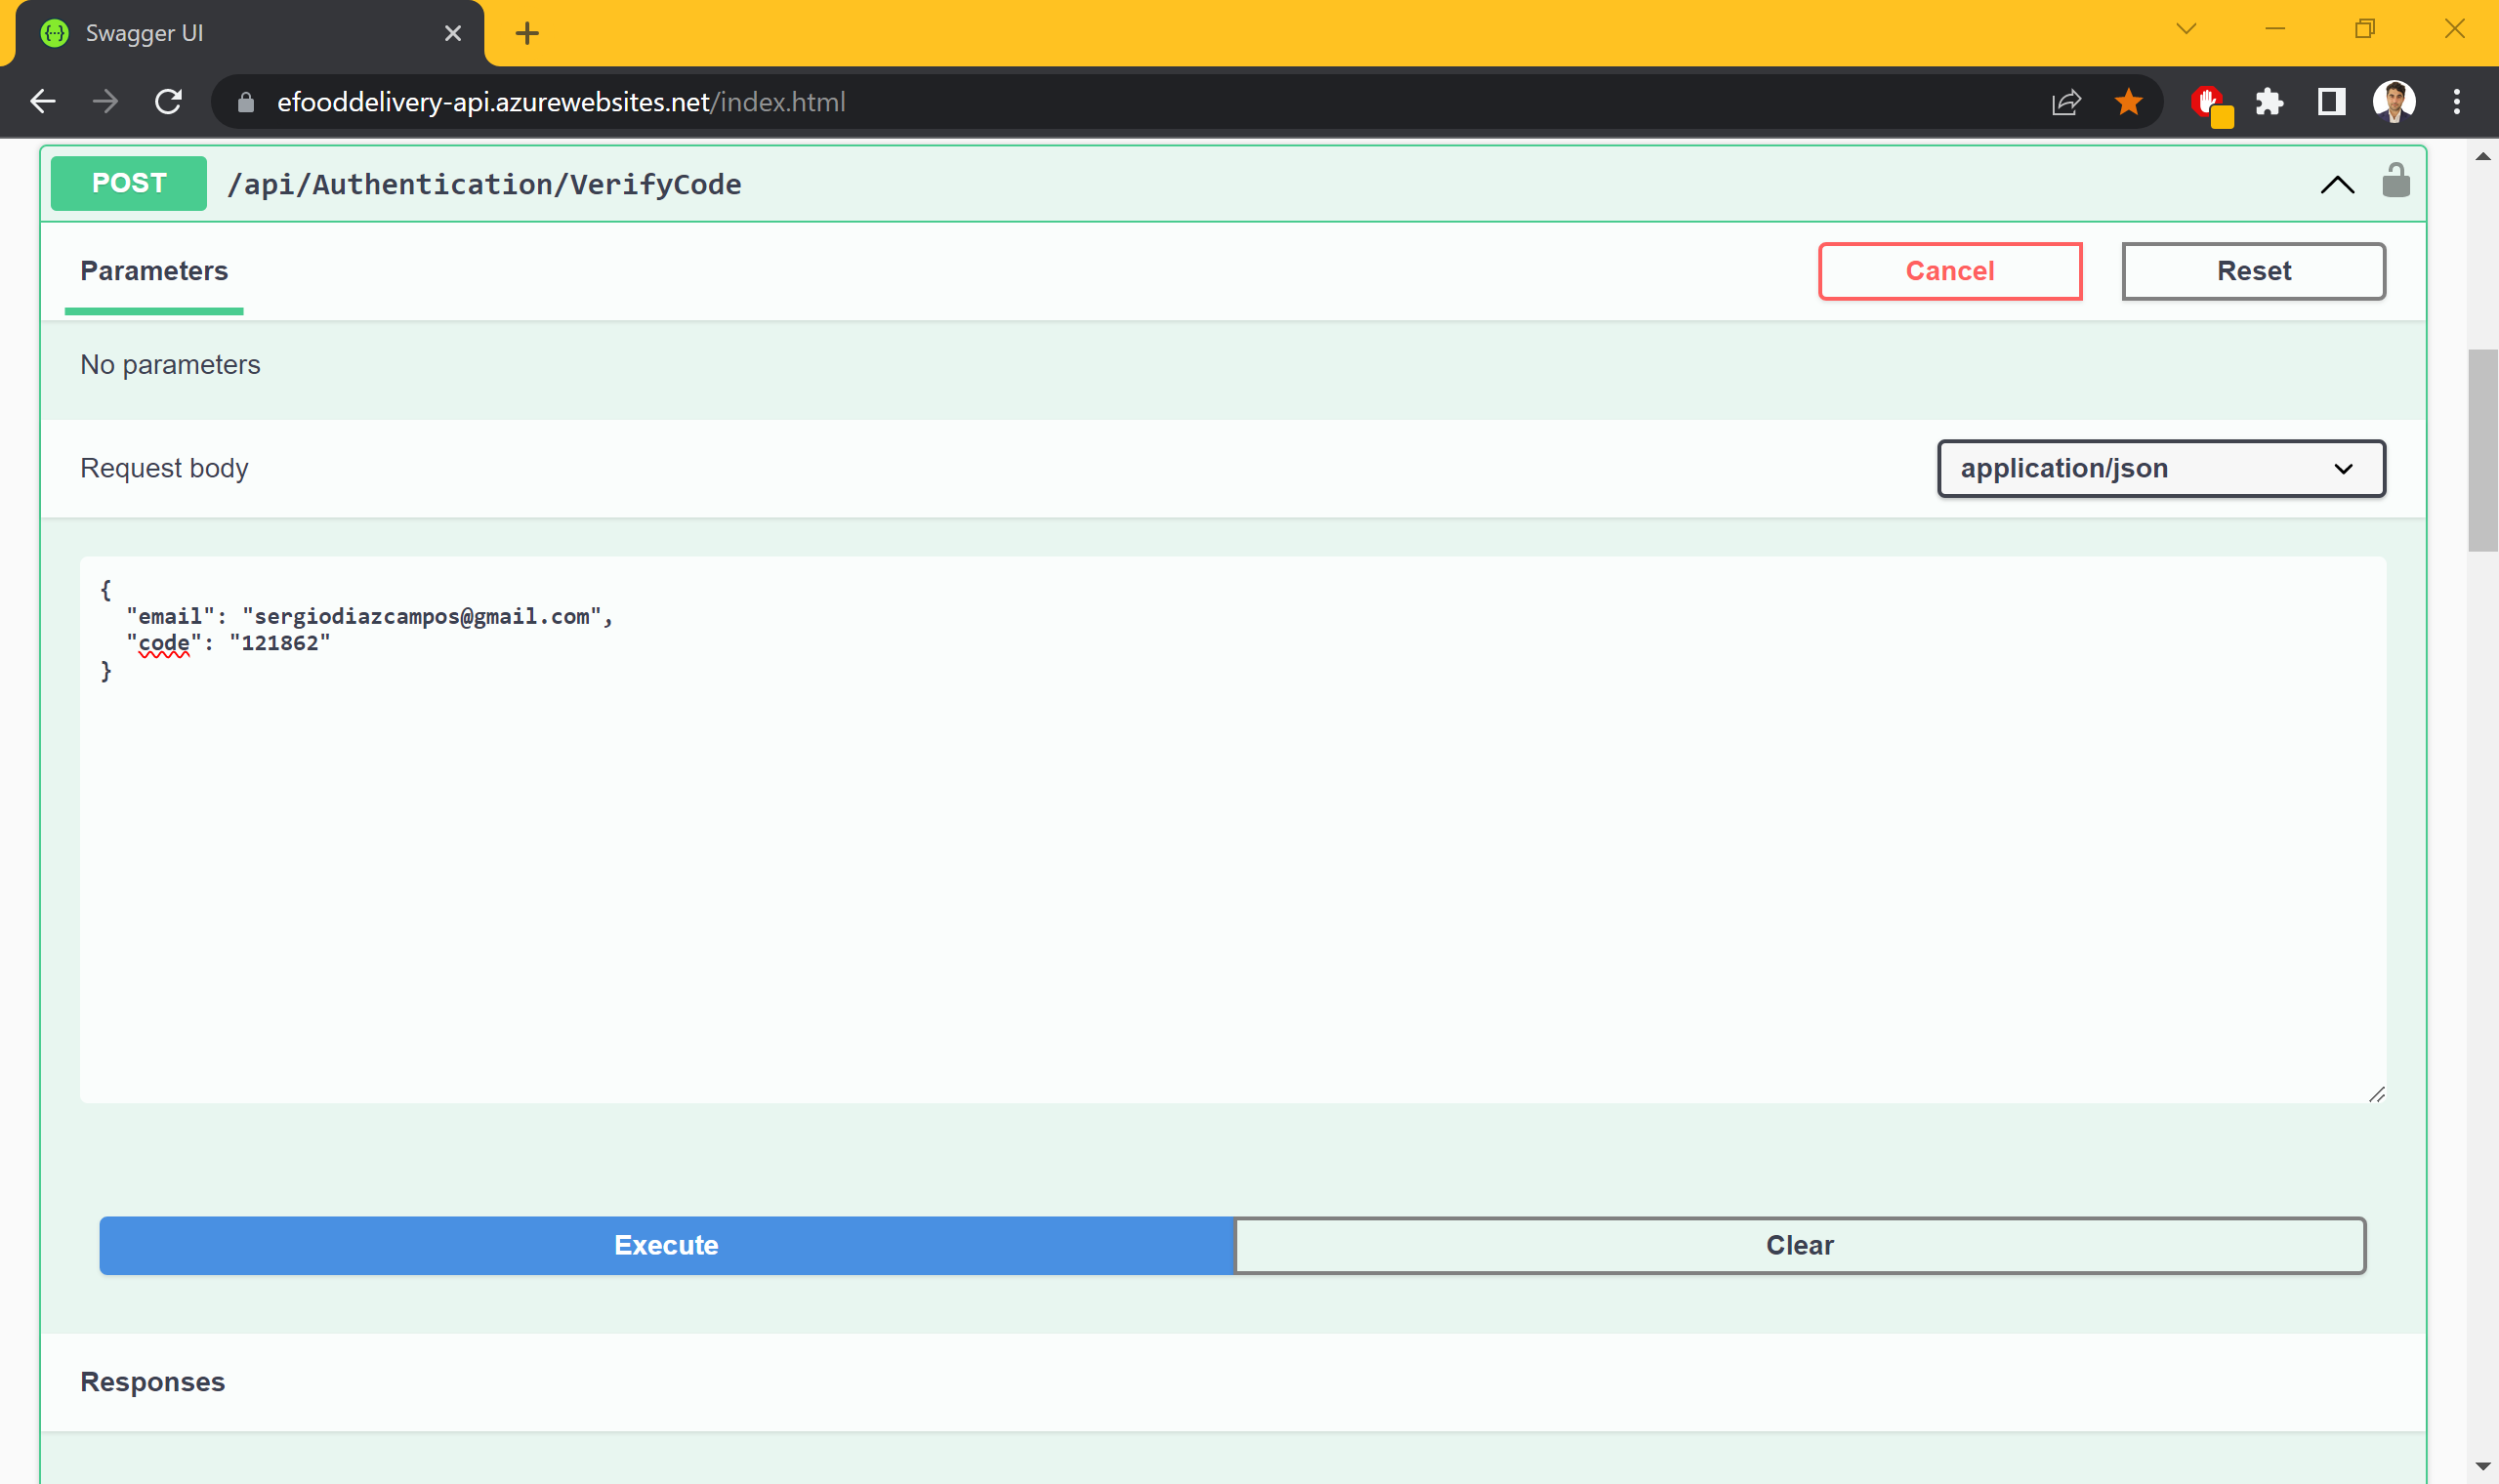 Swagger UI
efooddelivery-api.azurewebsites.net/index.html
POST /api/Authentication/VerifyCode
Parameters
Cancel
Reset
No parameters
Request body
application/json
{
  "email": "sergiodiazcampos@gmail.com",
  "code": "121862"
}
Execute
Clear
Responses